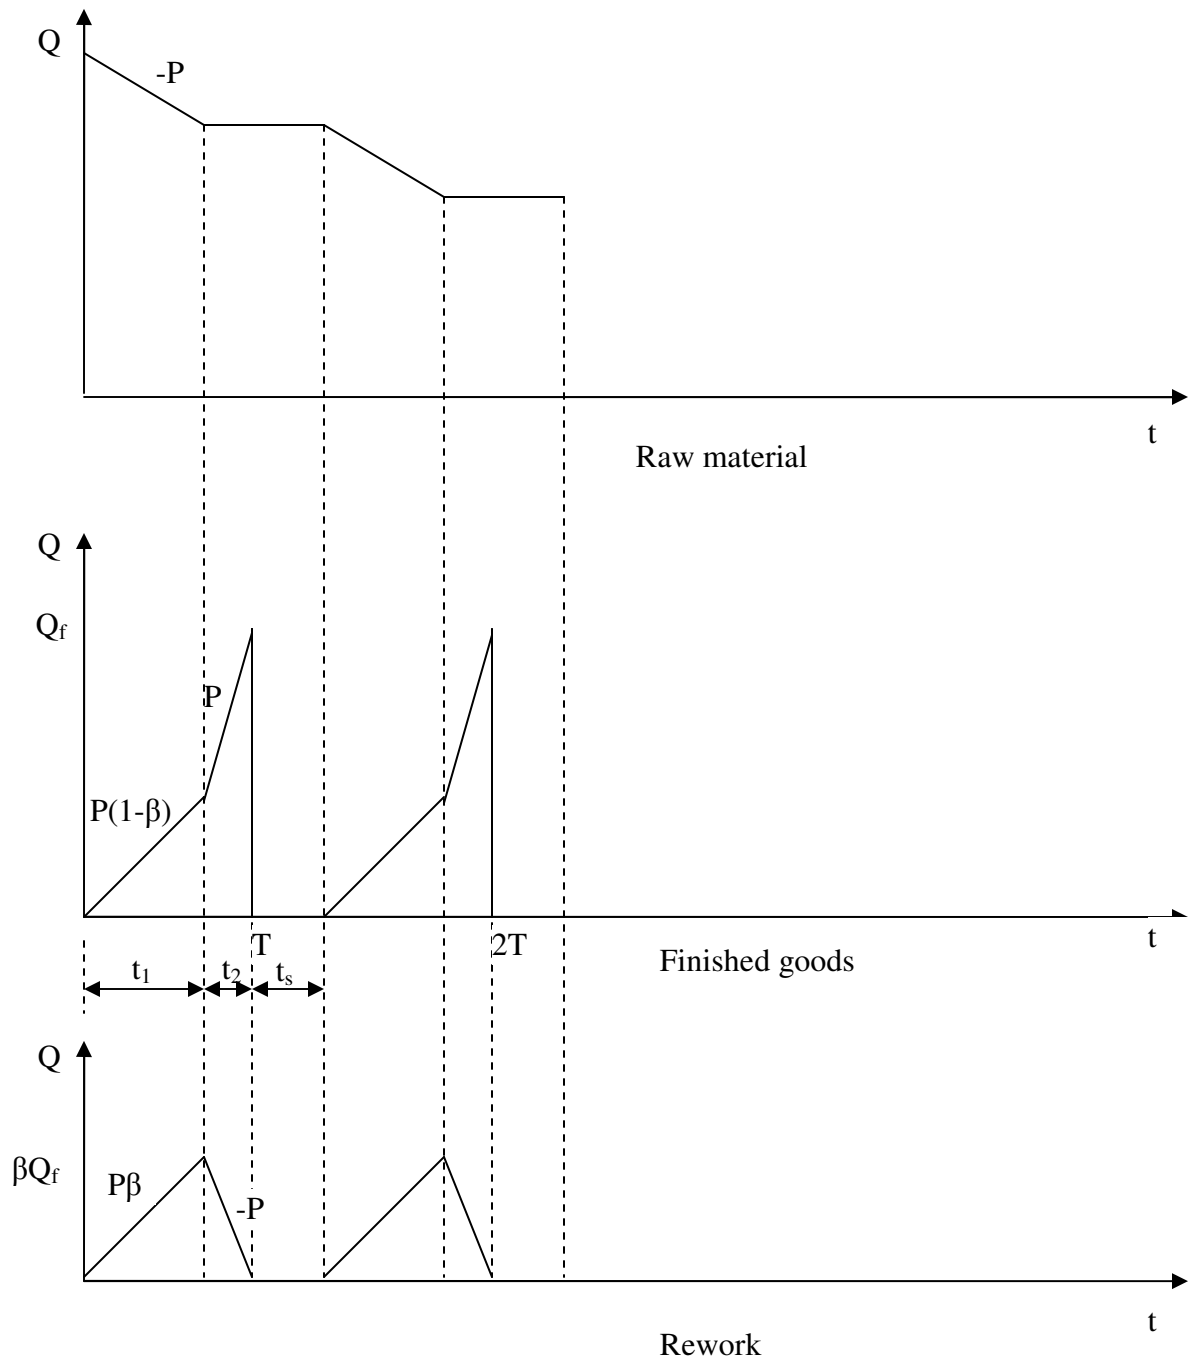 Q
-P
t
Raw material
Q
Qf
P
P(1-β)
T
2T
t
Finished goods
t1
t2
ts
Q
βQf
Pβ
-P
t
Rework